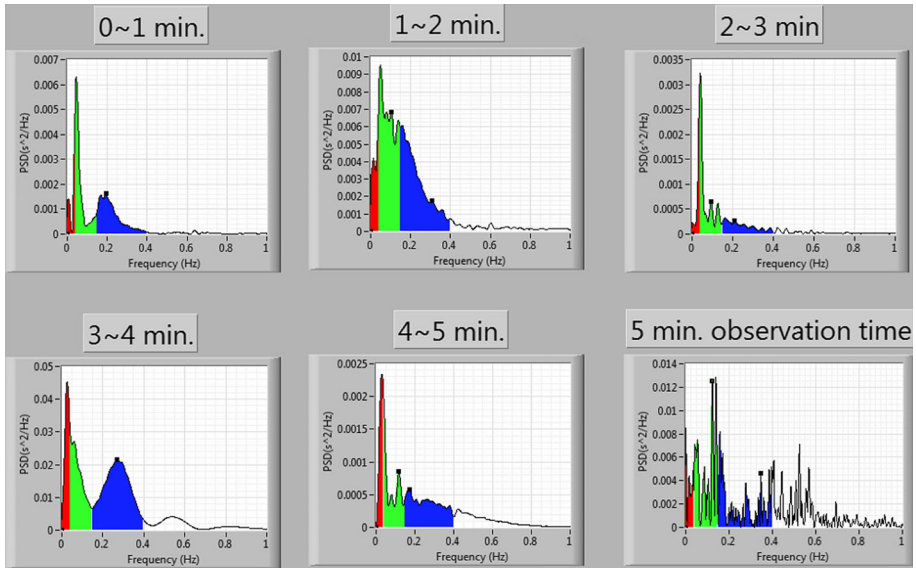 0~1 min.
0.007
0.006
0.005
0.004
0.003
0.002
0.001
0
PSD(s^2/Hz)
0 0.2 0.4 0.6 0.8 1
Frequency (Hz)
1~2 min.
0.01
0.009
0.008
0.007
0.006
0.005
0.004
0.003
0.002
0.001
0
PSD(s^2/Hz)
0 0.2 0.4 0.6 0.8 1
Frequency (Hz)
2~3 min
0.0035
0.003
0.0025
0.002
0.0015
0.001
0.0005
0
PSD(s^2/Hz)
0 0.2 0.4 0.6 0.8 1
Frequency (Hz)
3~4 min.
0.05
0.04
0.03
0.02
0.01
0
PSD(s^2/Hz)
0 0.2 0.4 0.6 0.8 1
Frequency (Hz)
4~5 min.
0.0025
0.002
0.0015
0.001
0.0005
0
PSD(s^2/Hz)
0 0.2 0.4 0.6 0.8 1
Frequency (Hz)
5 min. observation time
0.014
0.012
0.01
0.008
0.006
0.004
0.002
0
PSD(s^2/Hz)
0 0.2 0.4 0.6 0.8 1
Frequency (Hz)